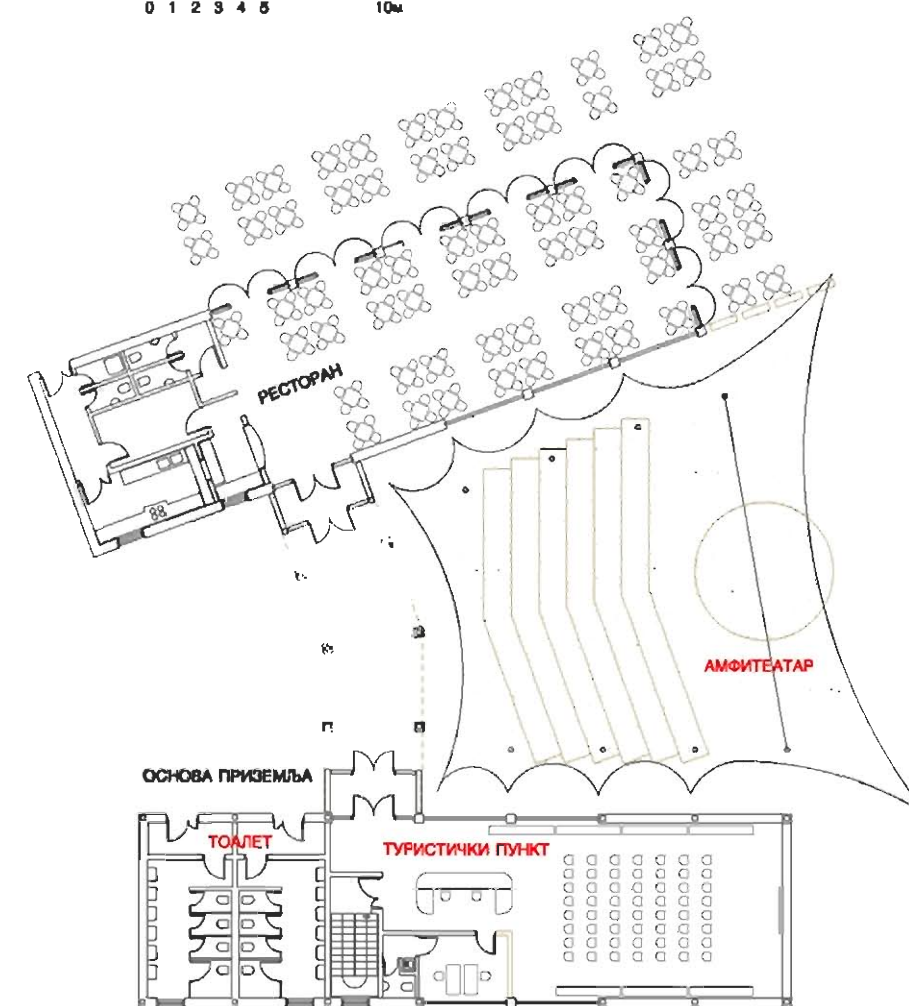 0 1 2 3 4 5 10м
РЕСТОРАН
АМФИТЕАТАР
ОСНОВА ПРИЗЕМЉА
ТОАЛЕТ
ТУРИСТИЧКИ ПУНКТ